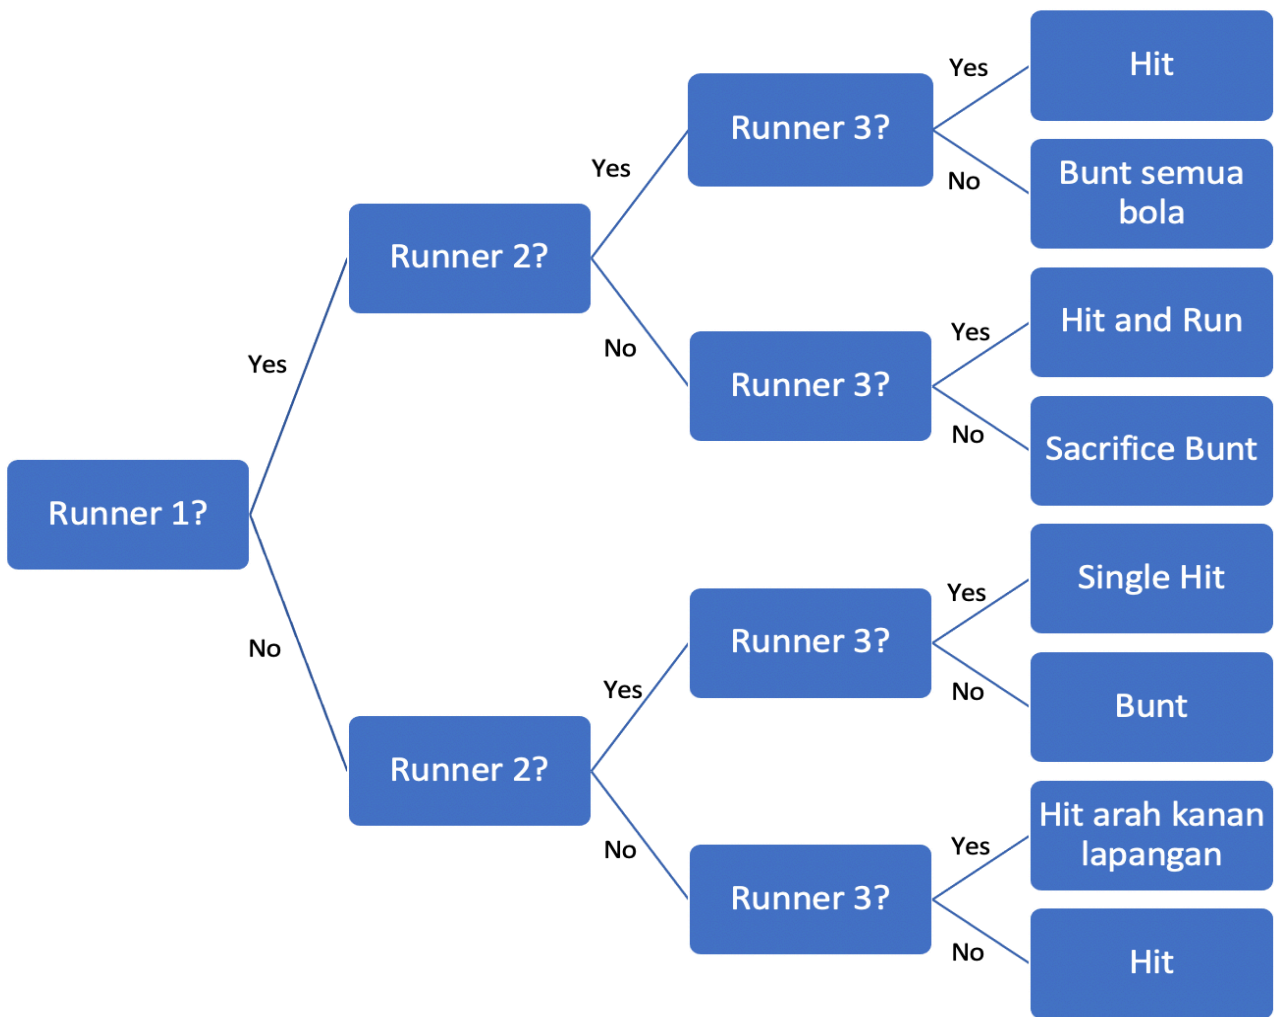 Runner 1?
Yes
No
Runner 2?
Yes
No
Runner 3?
Yes
No
Hit
Bunt semua
bola
Runner 3?
Yes
No
Hit and Run
Sacrifice Bunt
Runner 2?
Yes
No
Runner 3?
Yes
No
Single Hit
Bunt
Runner 3?
Yes
No
Hit arah kanan
lapangan
Hit